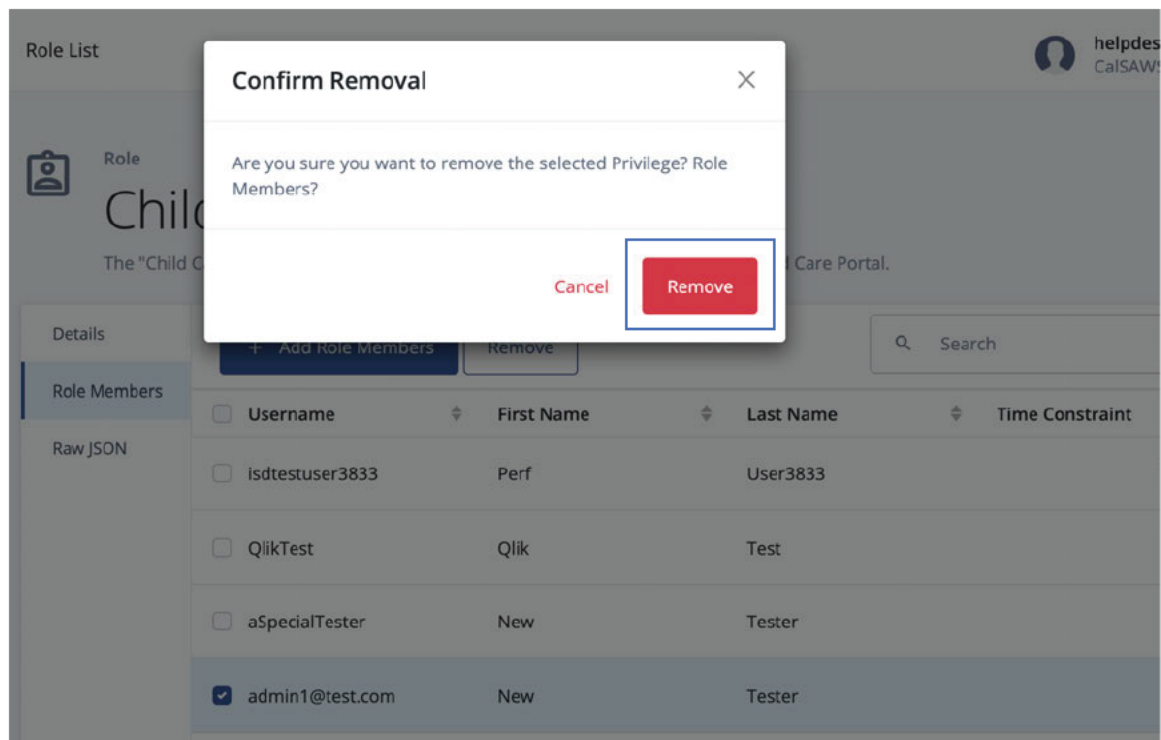 Role List
helpdes
CalSAWS
Confirm Removal
Are you sure you want to remove the selected Privilege? Role
Members?
Cancel
Remove
Role
Chil
The "Child C
Care Portal.
Details
Role Members
Raw JSON
+ Add Role Members
Remove
Search
Username First Name Last Name Time Constraint
isdtestuser3833 Perf User3833
QlikTest Qlik Test
aSpecialTester New Tester
admin1@test.com New Tester